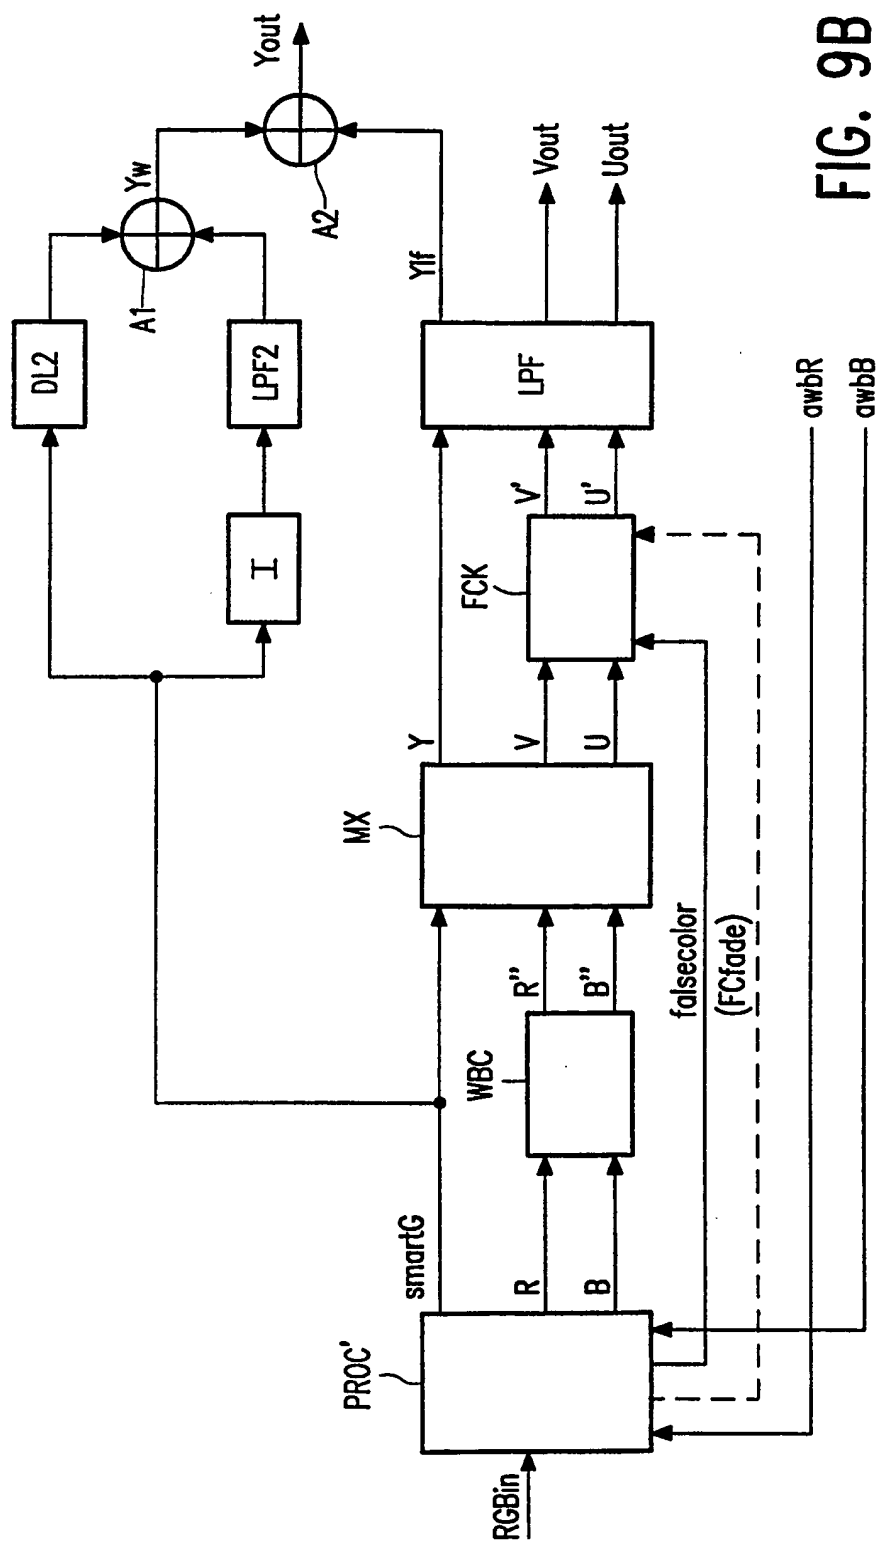 RGBin
PROC'
smartG
R
B
WBC
R"
B"
MX
Y
V
U
falsecolor
(FCfade)
FCK
V'
U'
I
DL2
LPF2
LPF
A1
Yw
A2
Ylf
Yout
Vout
Uout
awbR
awbB
FIG. 9B